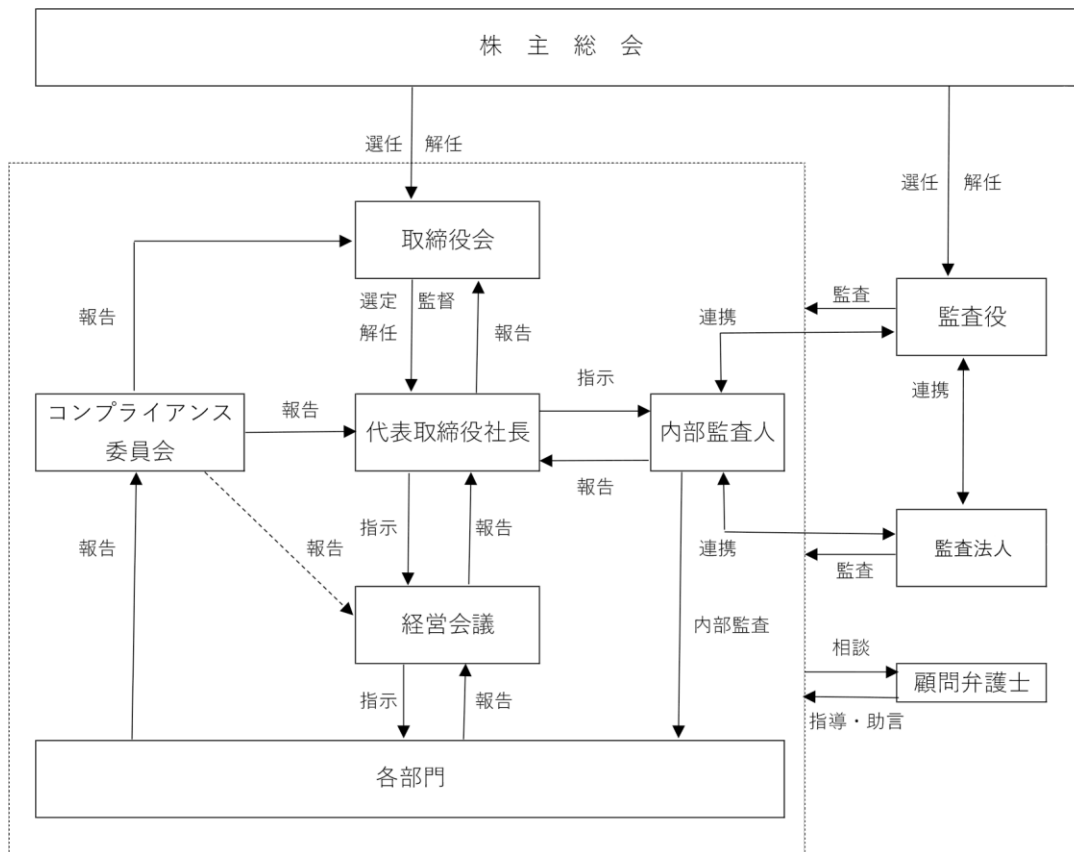 株主総会
選任 解任
選任 解任
取締役会
監査
監査役
報告
選定 監督
解任
報告
連携
連携
指示
コンプライアンス
委員会
報告
代表取締役社長
内部監査人
報告
報告
指示
報告
報告
連携
監査法人
監査
経営会議
内部監査
相談
顧問弁護士
指示
報告
指導・助言
各部門